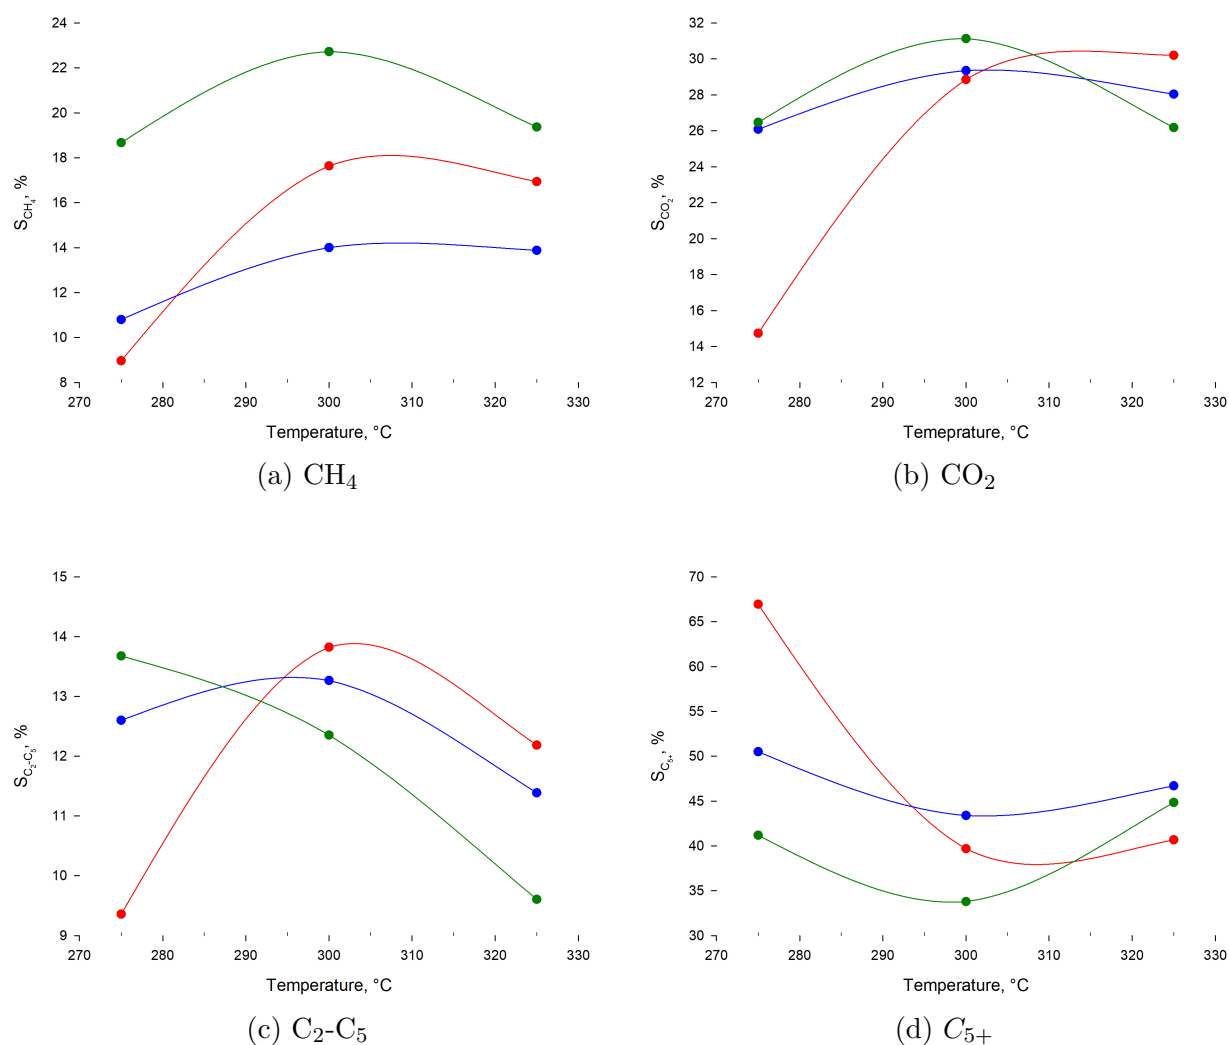 24
22
20
18
16
14
12
10
8
S_CH₄, %
270 280 290 300 310 320 330
Temperature, °C
(a) CH₄
32
30
28
26
24
22
20
18
16
14
12
S_CO₂, %
270 280 290 300 310 320 330
Temeprature, °C
(b) CO₂
15
14
13
12
11
10
9
S_C₂-C₅, %
270 280 290 300 310 320 330
Temperature, °C
(c) C₂-C₅
70
65
60
55
50
45
40
35
30
S_C₅₊, %
270 280 290 300 310 320 330
Temperature, °C
(d) C₅₊